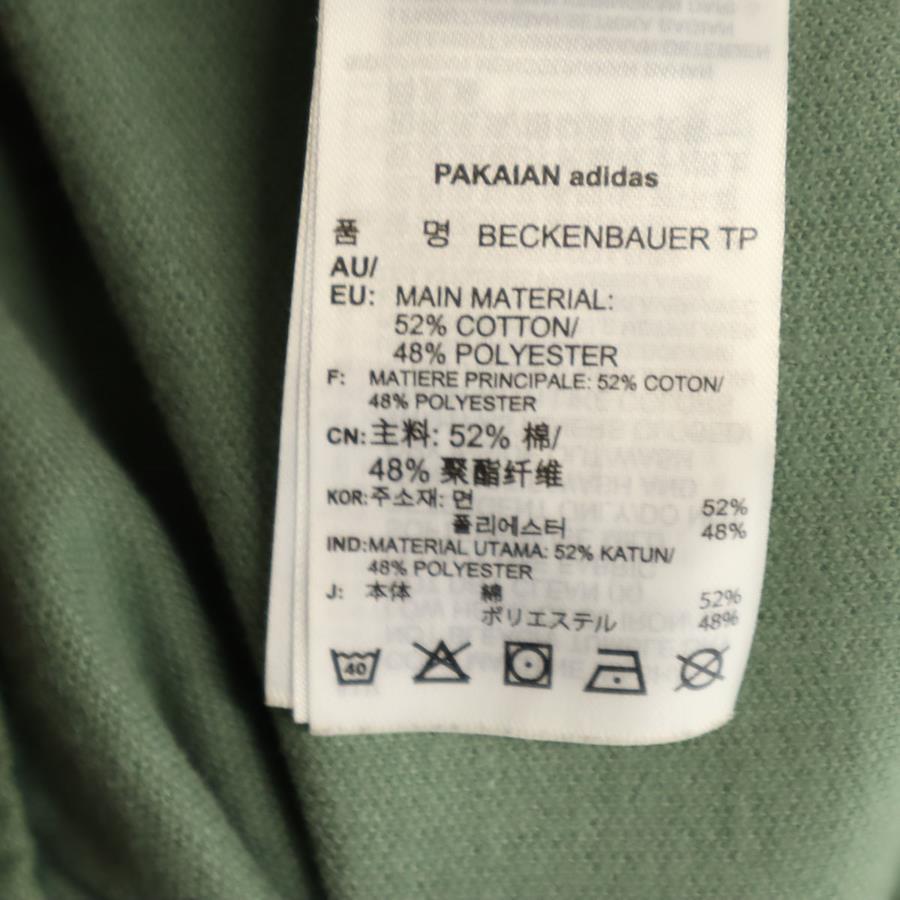 PAKAIAN adidas
품 명 BECKENBAUER TP
AU/
EU: MAIN MATERIAL:
52% COTTON/
48% POLYESTER
F: MATIERE PRINCIPALE: 52% COTON/
48% POLYESTER
CN: 主料: 52% 棉/
48% 聚酯纤维
KOR: 주소재: 면 52%
폴리에스터 48%
IND: MATERIAL UTAMA: 52% KATUN/
48% POLYESTER
J: 本体 綿 52%
ポリエステル 48%
40